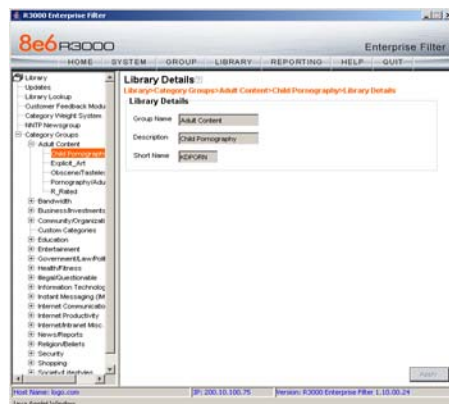 R3000 Enterprise Filter
8e6 R3000
Enterprise Filter
HOME SYSTEM GROUP LIBRARY REPORTING HELP QUIT
Library
Updates
Library Lookup
Customer Feedback Modu
Category Weight System
NNTP Newsgroup
Category Groups
Adult Content
Child Pornography
Explicit_Art
Obscene/Tasteles
Pornography/Adu
R_Rated
Bandwidth
Business/Investments
Community/Organizati
Custom Categories
Education
Entertainment
Government/Law/Polit
Health/Fitness
Illegal/Questionable
Information Technolog
Instant Messaging (IM
Internet Communicatio
Internet Productivity
Internet/Intranet Misc.
News/Reports
Religion/Beliefs
Security
Shopping
Society/Lifestyles
Library Details
Library>Category Groups>Adult Content>Child Pornography>Library Details
Library Details
Group Name Adult Content
Description Child Pornography
Short Name KDPORN
Apply
Host Name: logo.com IP: 200.10.100.75 Version: R3000 Enterprise Filter 1.10.00.24